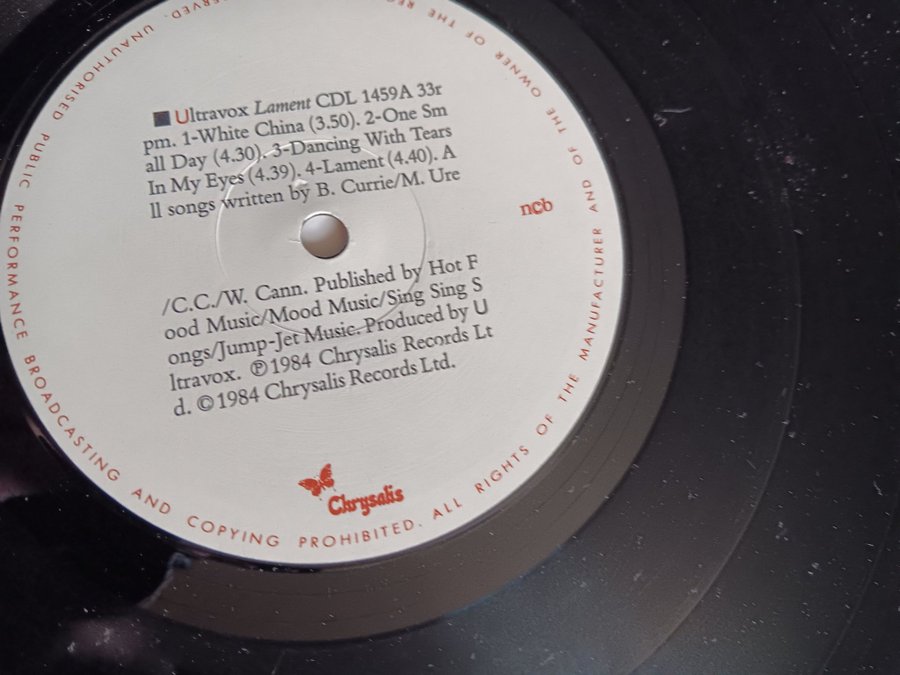 Ultravox Lament CDL 1459A 33r
pm. 1-White China (3.50). 2-One Sm
all Day (4.30). 3-Dancing With Tears
In My Eyes (4.39). 4-Lament (4.40). A
ll songs written by B. Currie/M. Ure
ncb
/C.C./W. Cann. Published by Hot F
ood Music/Mood Music/Sing Sing S
ongs/Jump-Jet Music. Produced by U
ltravox. ℗1984 Chrysalis Records Lt
d. ©1984 Chrysalis Records Ltd.
Chrysalis
UNAUTHORISED PUBLIC PERFORMANCE BROADCASTING AND COPYING PROHIBITED. ALL RIGHTS OF THE MANUFACTURER AND OF THE OWNER OF THE